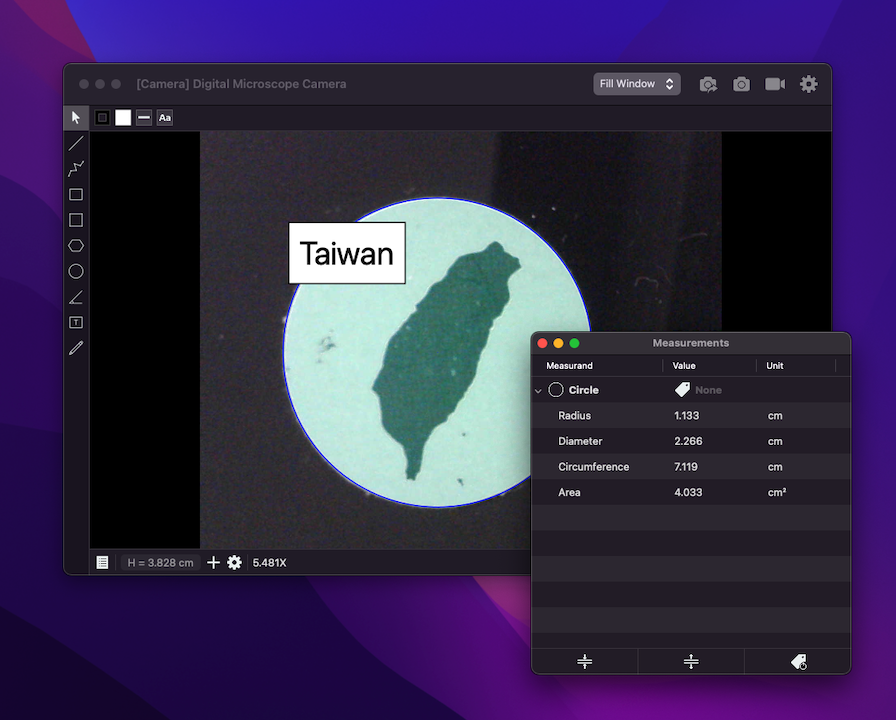 [Camera] Digital Microscope Camera
Fill Window
Aa
Taiwan
T
Measurements
Measurand Value Unit
Circle None
Radius 1.133 cm
Diameter 2.266 cm
Circumference 7.119 cm
Area 4.033 cm²
H = 3.828 cm
5.481X